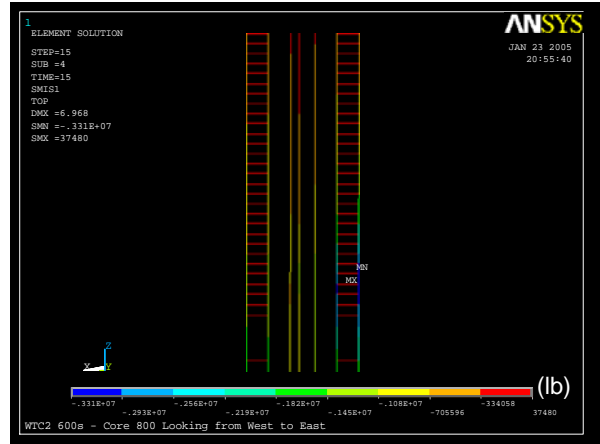 1
ELEMENT SOLUTION
STEP=15
SUB =4
TIME=15
SMIS1
TOP
DMX =6.968
SMN =-.331E+07
SMX =37480
ANSYS
JAN 23 2005
20:55:40
MN
MX
Z
X
Y
(lb)
-.331E+07
-.293E+07
-.256E+07
-.219E+07
-.182E+07
-.145E+07
-.108E+07
-705596
-334058
37480
WTC2 600s - Core 800 Looking from West to East